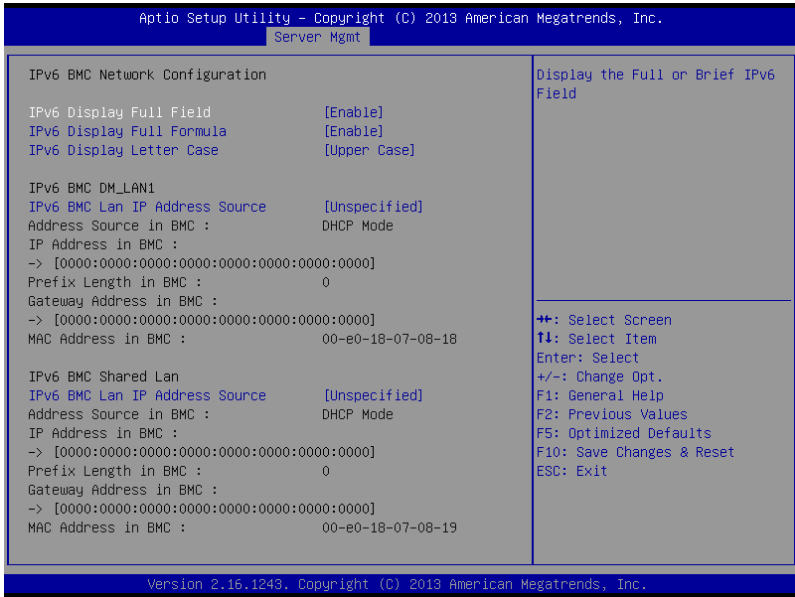 Aptio Setup Utility – Copyright (C) 2013 American Megatrends, Inc.
Server Mgmt
IPv6 BMC Network Configuration
IPv6 Display Full Field [Enable]
IPv6 Display Full Formula [Enable]
IPv6 Display Letter Case [Upper Case]
IPv6 BMC DM_LAN1
IPv6 BMC Lan IP Address Source [Unspecified]
Address Source in BMC : DHCP Mode
IP Address in BMC :
-> [0000:0000:0000:0000:0000:0000:0000:0000]
Prefix Length in BMC : 0
Gateway Address in BMC :
-> [0000:0000:0000:0000:0000:0000:0000:0000]
MAC Address in BMC : 00-e0-18-07-08-18
IPv6 BMC Shared Lan
IPv6 BMC Lan IP Address Source [Unspecified]
Address Source in BMC : DHCP Mode
IP Address in BMC :
-> [0000:0000:0000:0000:0000:0000:0000:0000]
Prefix Length in BMC : 0
Gateway Address in BMC :
-> [0000:0000:0000:0000:0000:0000:0000:0000]
MAC Address in BMC : 00-e0-18-07-08-19
Display the Full or Brief IPv6
Field
→←: Select Screen
↑↓: Select Item
Enter: Select
+/-: Change Opt.
F1: General Help
F2: Previous Values
F5: Optimized Defaults
F10: Save Changes & Reset
ESC: Exit
Version 2.16.1243. Copyright (C) 2013 American Megatrends, Inc.